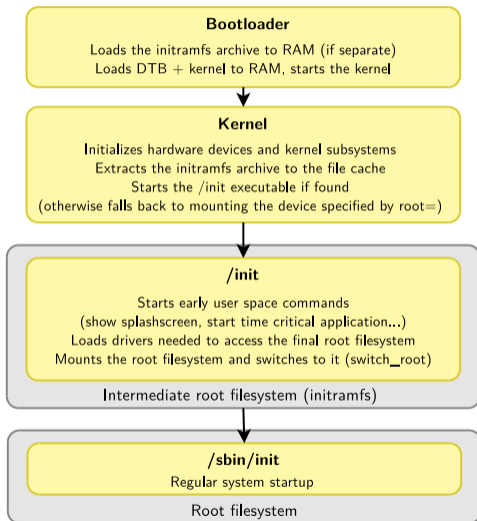 Bootloader
Loads the initramfs archive to RAM (if separate)
Loads DTB + kernel to RAM, starts the kernel
Kernel
Initializes hardware devices and kernel subsystems
Extracts the initramfs archive to the file cache
Starts the /init executable if found
(otherwise falls back to mounting the device specified by root=)
/init
Starts early user space commands
(show splashscreen, start time critical application...)
Loads drivers needed to access the final root filesystem
Mounts the root filesystem and switches to it (switch_root)
Intermediate root filesystem (initramfs)
/sbin/init
Regular system startup
Root filesystem